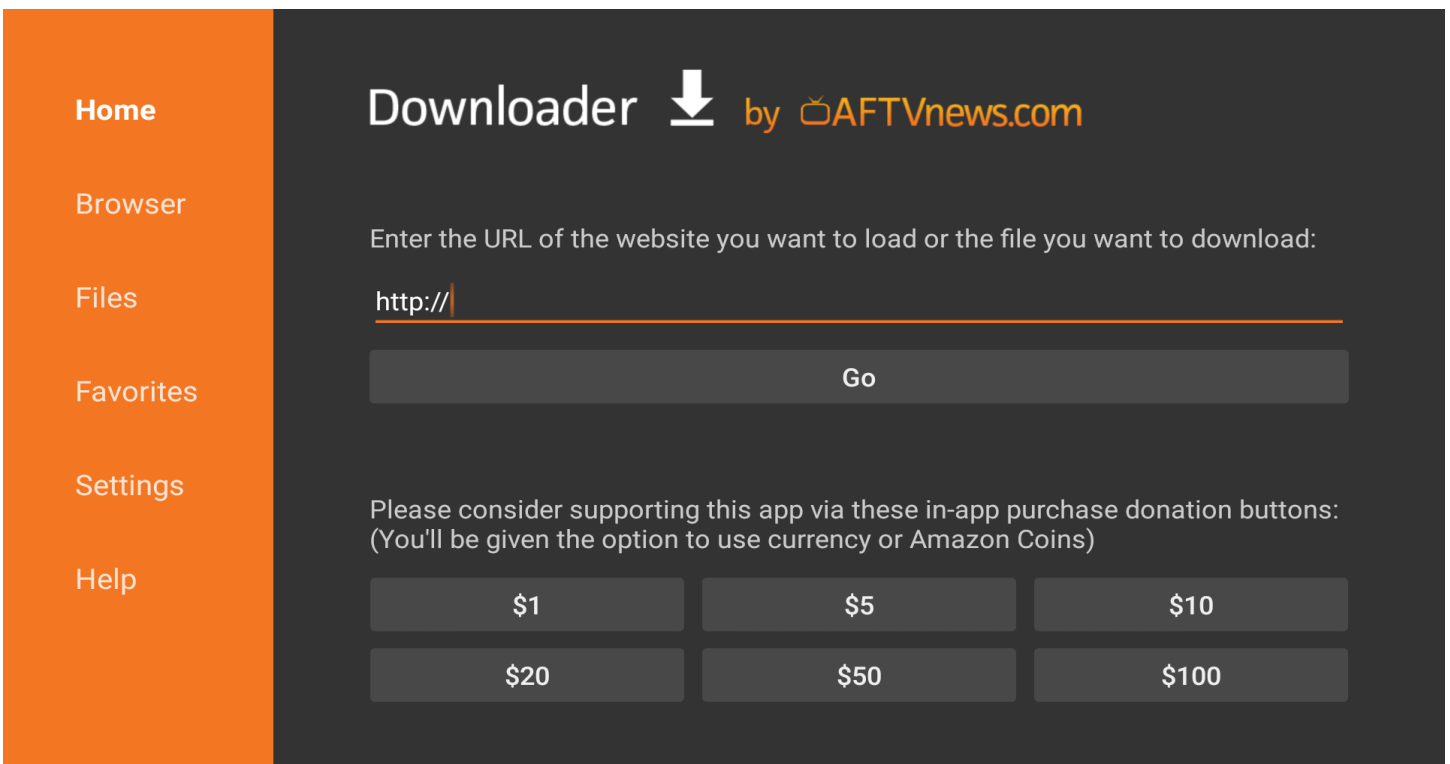 Home
Browser
Files
Favorites
Settings
Help
Downloader by AFTVnews.com
Enter the URL of the website you want to load or the file you want to download:
http://
Go
Please consider supporting this app via these in-app purchase donation buttons:
(You'll be given the option to use currency or Amazon Coins)
$1 $5 $10
$20 $50 $100